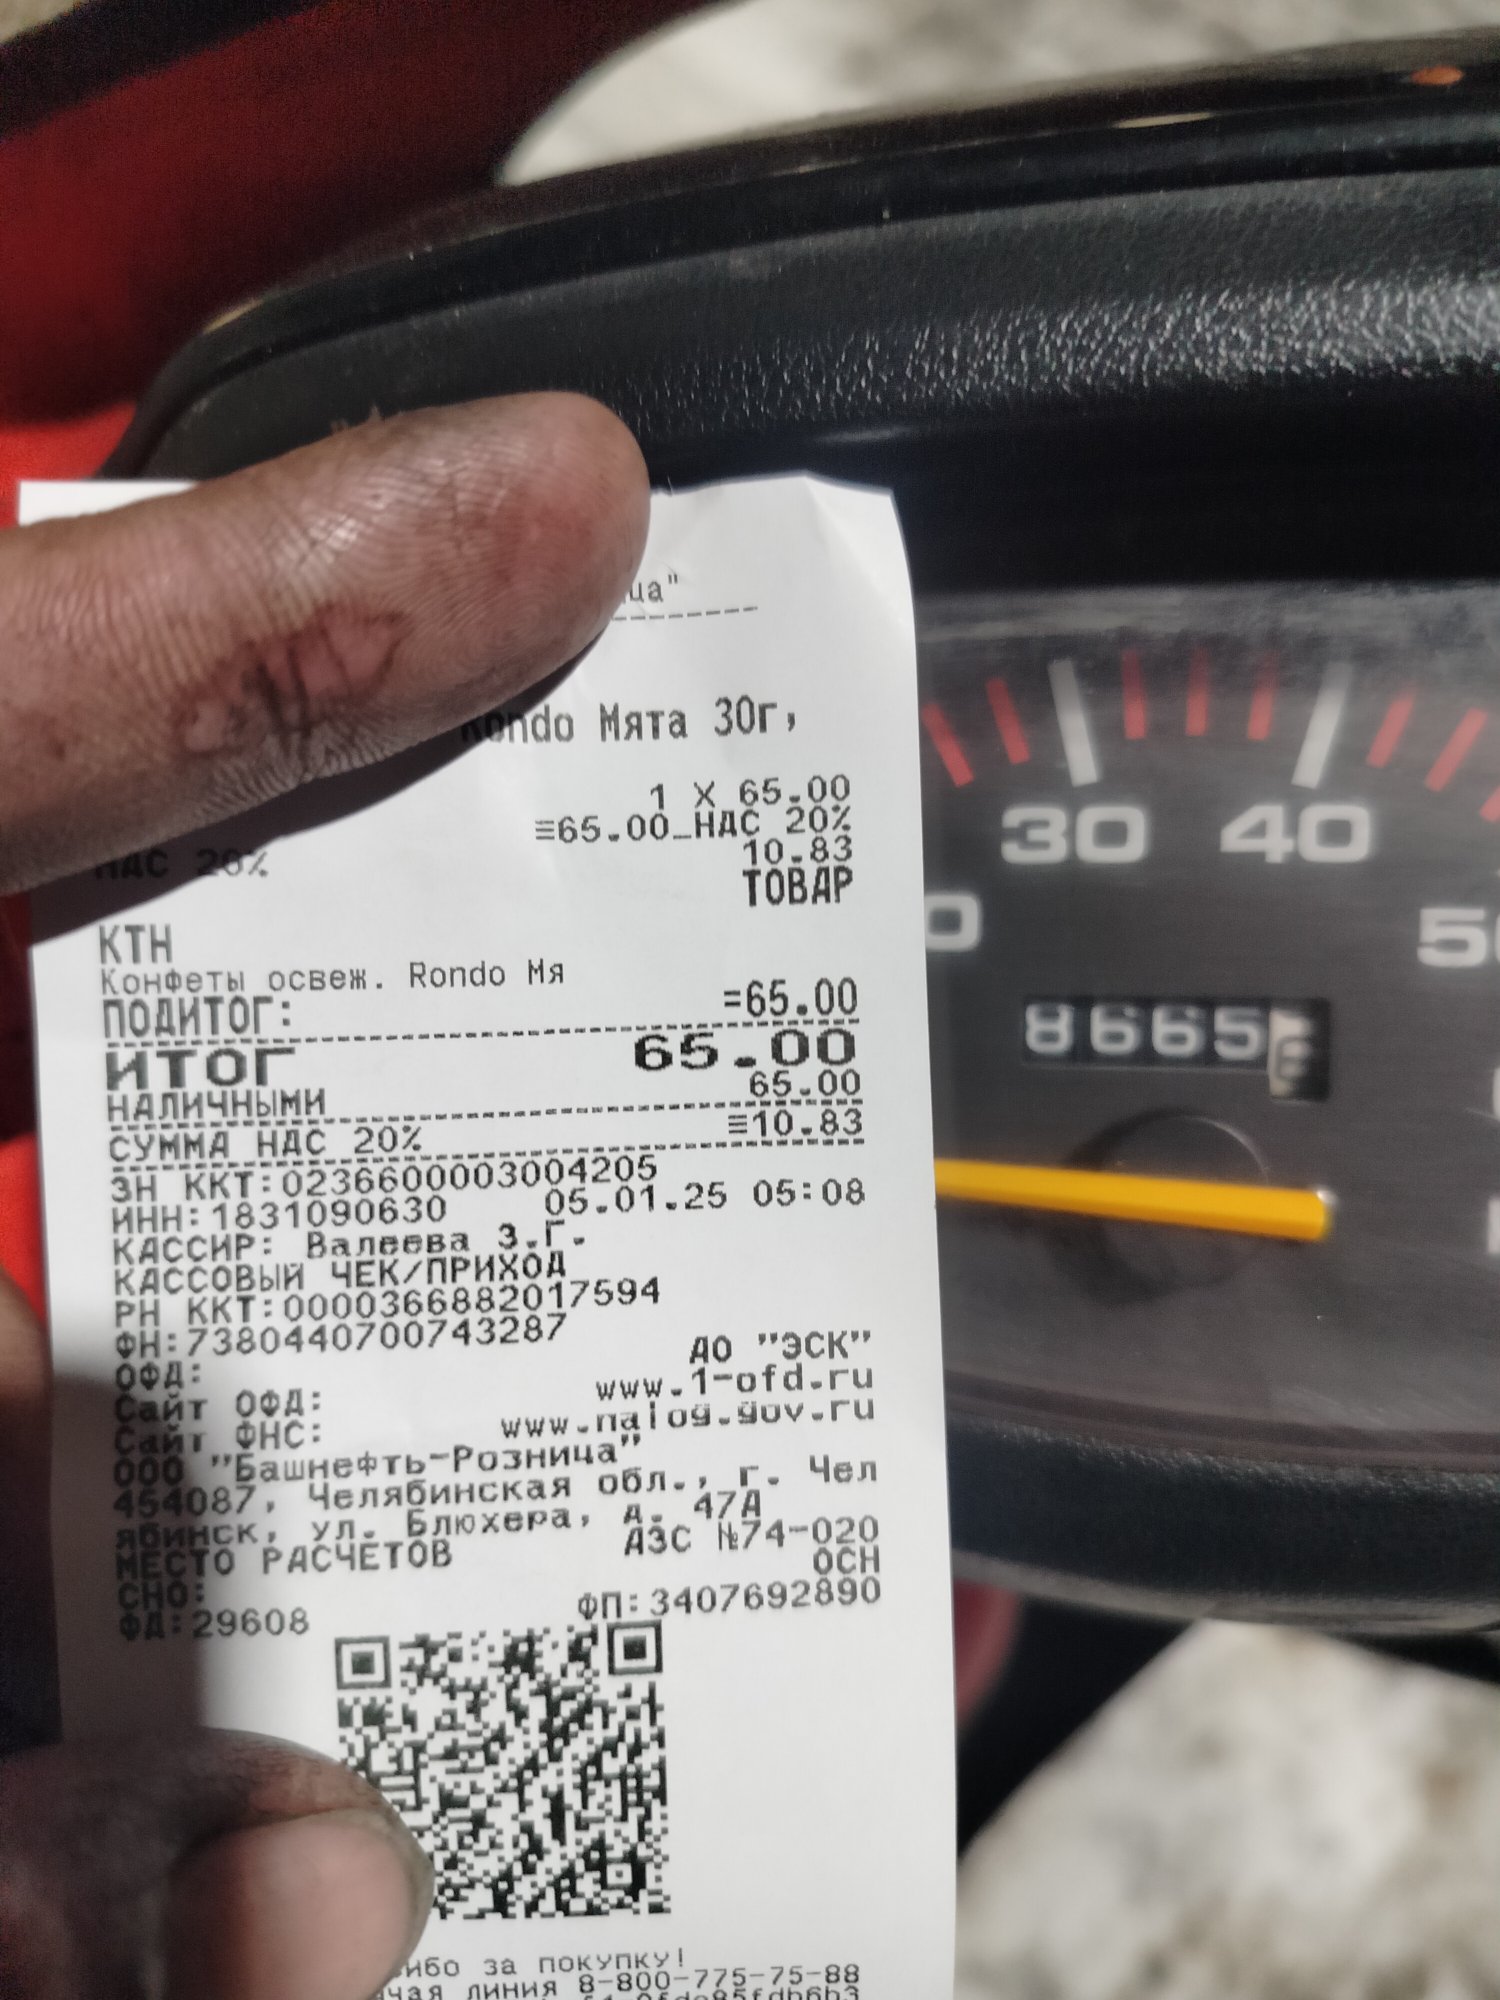 ца"
Rondo Мята 30г,
1 X 65.00
≡65.00_НДС 20%
НДС 20%
10.83
ТОВАР
КТН
Конфеты освеж. Rondo Мя
ПОДИТОГ: =65.00
ИТОГ 65.00
НАЛИЧНЫМИ 65.00
СУММА НДС 20% ≡10.83
ЗН ККТ:0236600003004205
ИНН:1831090630 05.01.25 05:08
КАССИР: Валеева З.Г.
КАССОВЫЙ ЧЕК/ПРИХОД
РН ККТ:0000366882017594
ФН:7380440700743287
ОФД: АО "ЭСК"
Сайт ОФД: www.1-ofd.ru
Сайт ФНС: www.nalog.gov.ru
ООО "Башнефть-Розница"
454087, Челябинская обл., г. Чел
ябинск, ул. Блюхера, д. 47А
МЕСТО РАСЧЕТОВ АЗС №74-020
СНО: ОСН
ФД:29608 ФП:3407692890
ибо за покупку!
чая линия 8-800-775-75-88
30 40
0 50
8665